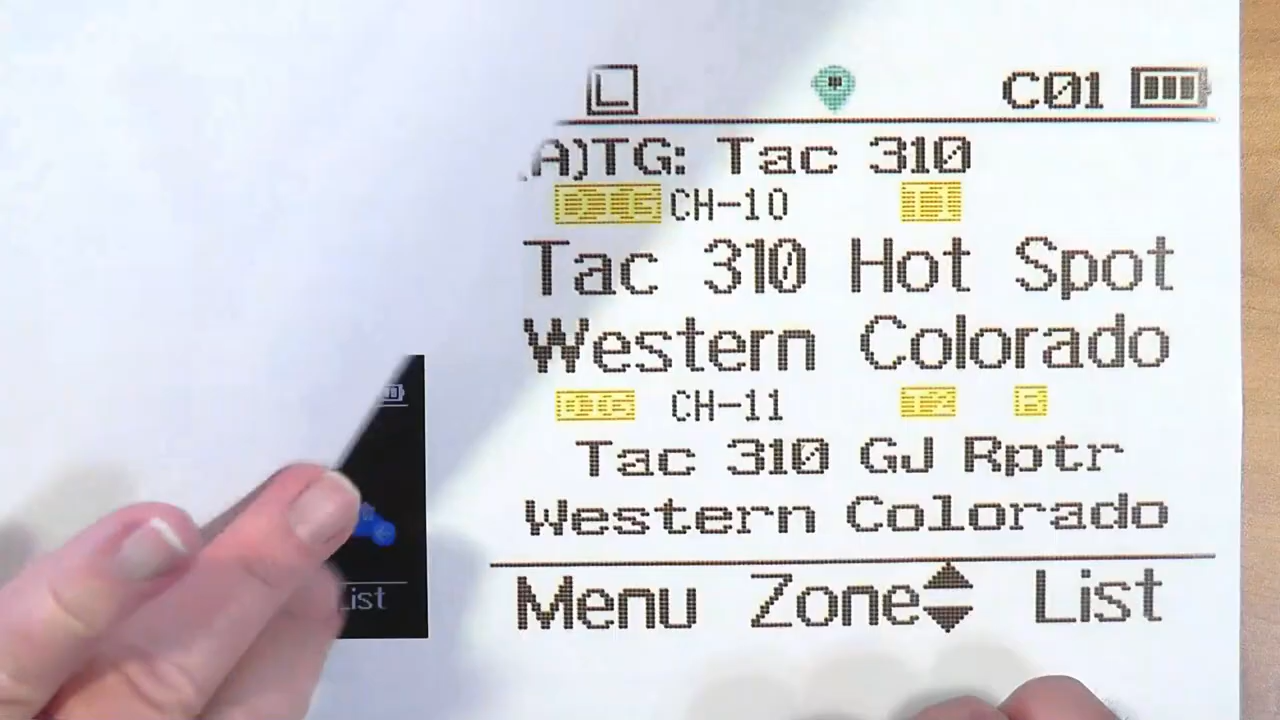 L C01
A)TG: Tac 310
CH-10
Tac 310 Hot Spot
Western Colorado
CH-11 T2
Tac 310 GJ Rptr
Western Colorado
Menu Zone List
List